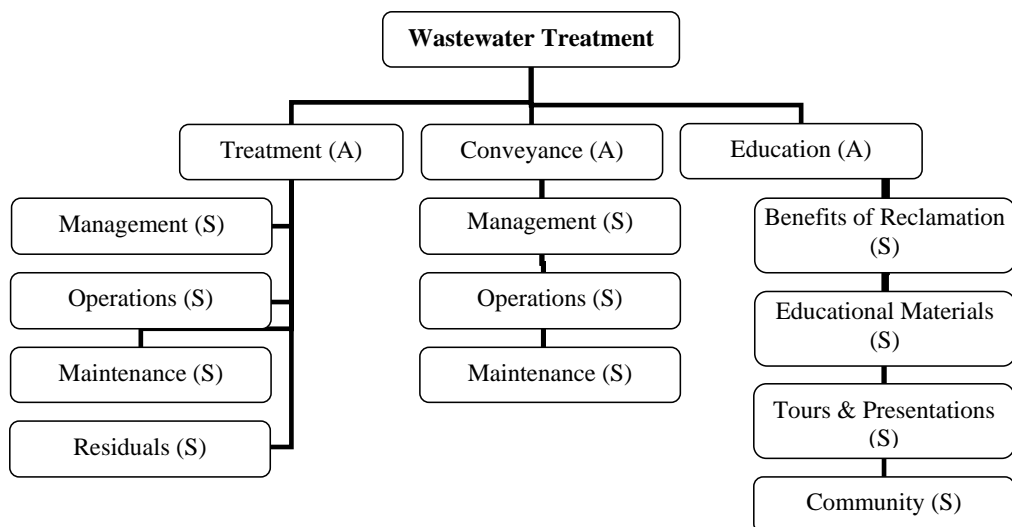 Wastewater Treatment
Treatment (A)
Conveyance (A)
Education (A)
Management (S)
Operations (S)
Maintenance (S)
Residuals (S)
Management (S)
Operations (S)
Maintenance (S)
Benefits of Reclamation
(S)
Educational Materials
(S)
Tours & Presentations
(S)
Community (S)